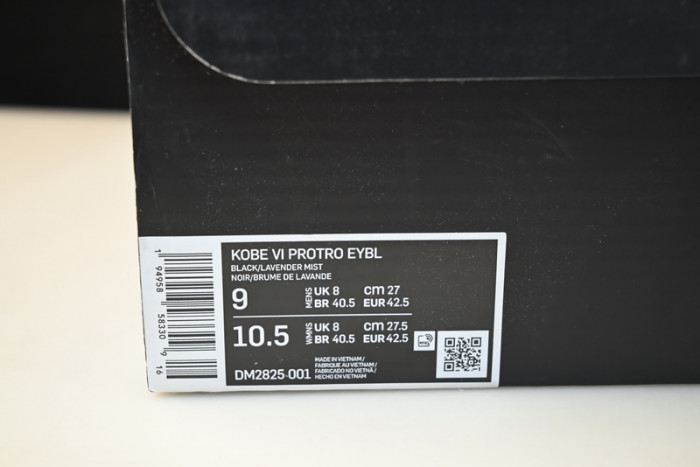 KOBE VI PROTRO EYBL
BLACK/LAVENDER MIST
NOIR/BRUME DE LAVANDE
9 MENS UK 8 cm 27
BR 40.5 EUR 42.5
10.5 WMNS UK 8 cm 27.5
BR 40.5 EUR 42.5
DM2825-001
MADE IN VIETNAM /
FABRIQUE AU VIETNAM /
FABRICADO NO VIETNÃ /
HECHO EN VIETNAM
1 94958 58330 9
16